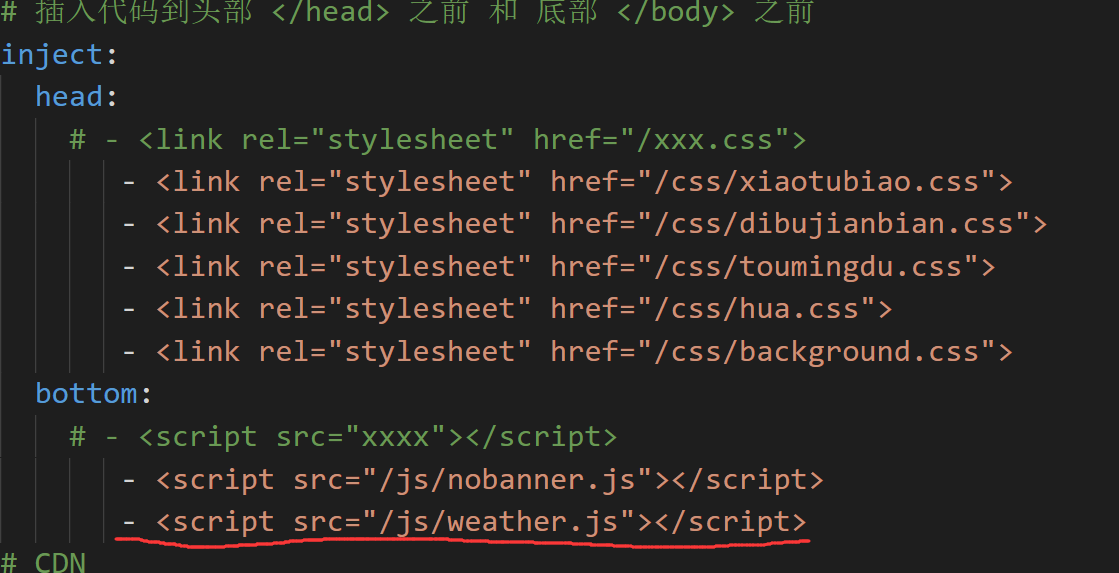 # 插入代码到头部 </head> 之前 和 底部 </body> 之前
inject:
head:
# - <link rel="stylesheet" href="/xxx.css">
- <link rel="stylesheet" href="/css/xiaotubiao.css">
- <link rel="stylesheet" href="/css/dibujianbian.css">
- <link rel="stylesheet" href="/css/toumingdu.css">
- <link rel="stylesheet" href="/css/hua.css">
- <link rel="stylesheet" href="/css/background.css">
bottom:
# - <script src="xxxx"></script>
- <script src="/js/nobanner.js"></script>
- <script src="/js/weather.js"></script>
# CDN